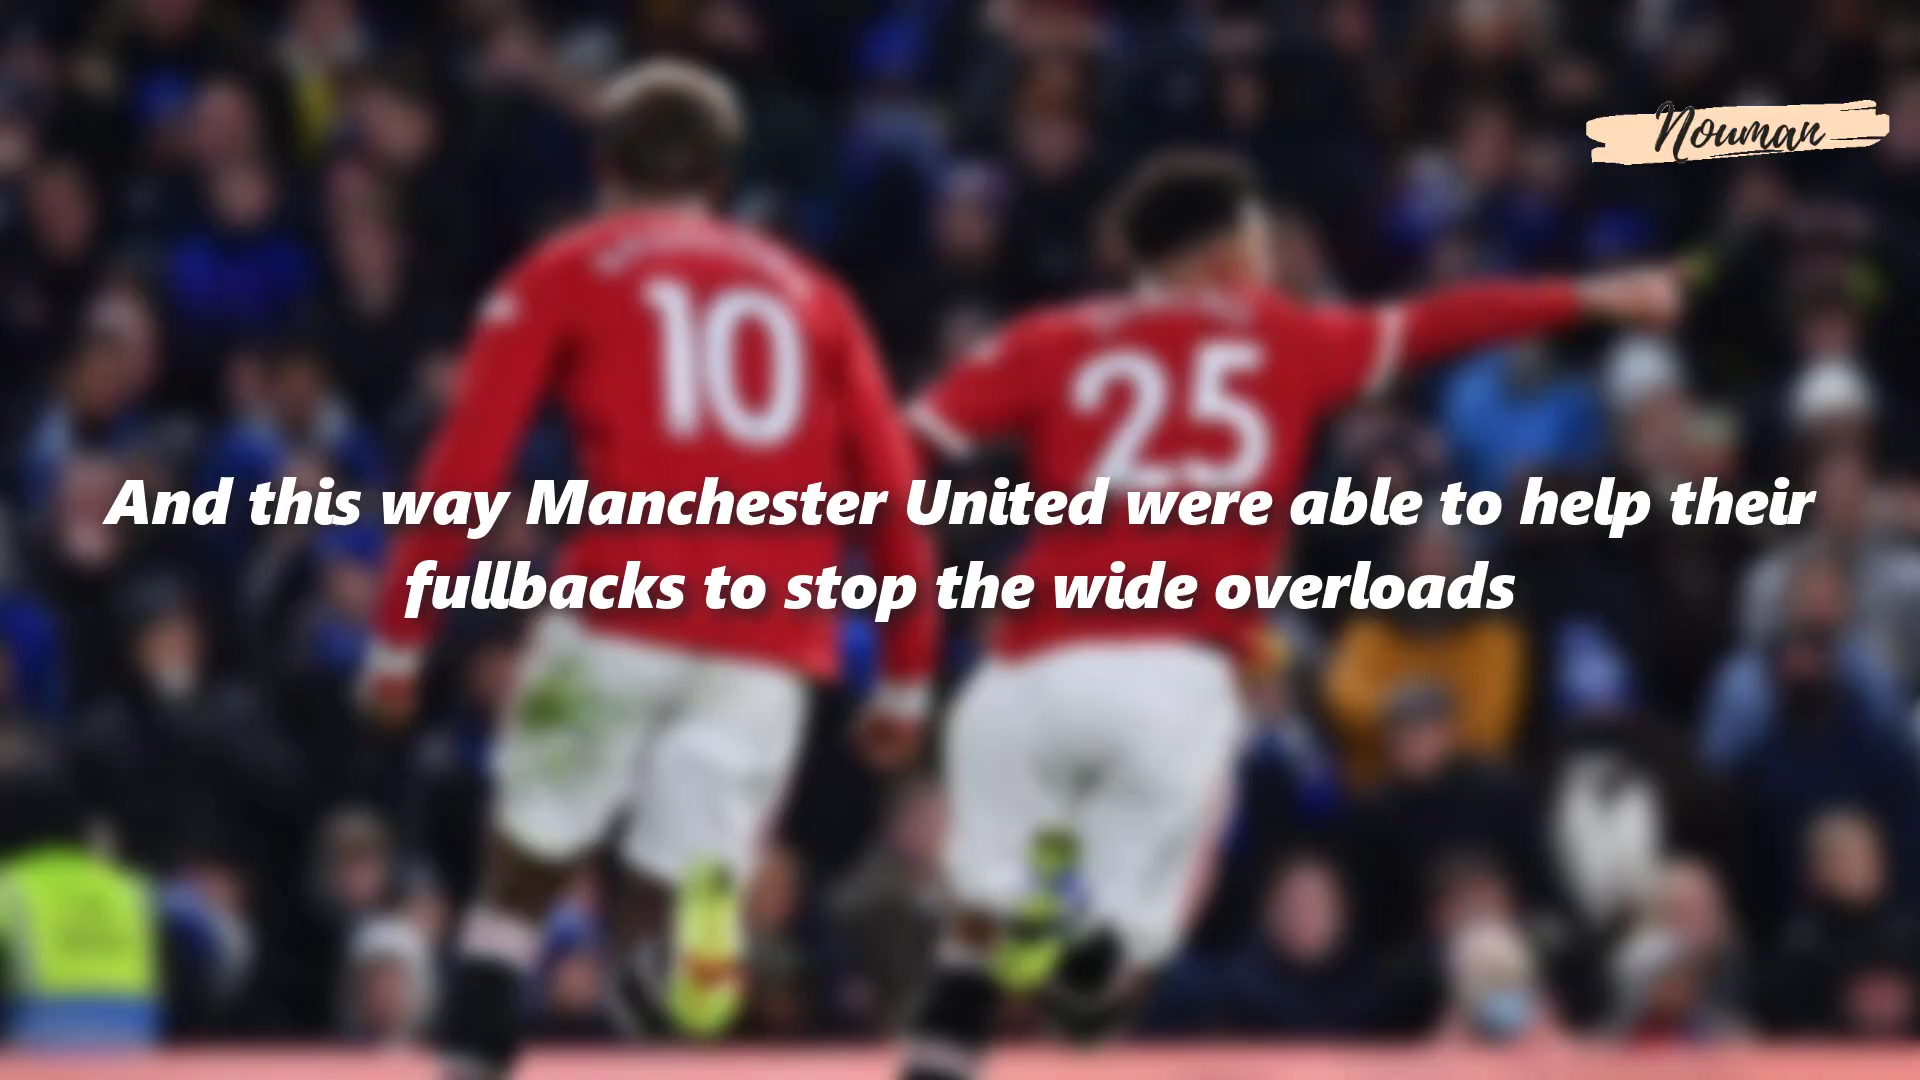 Nouman
10
25
And this way Manchester United were able to help their
fullbacks to stop the wide overloads